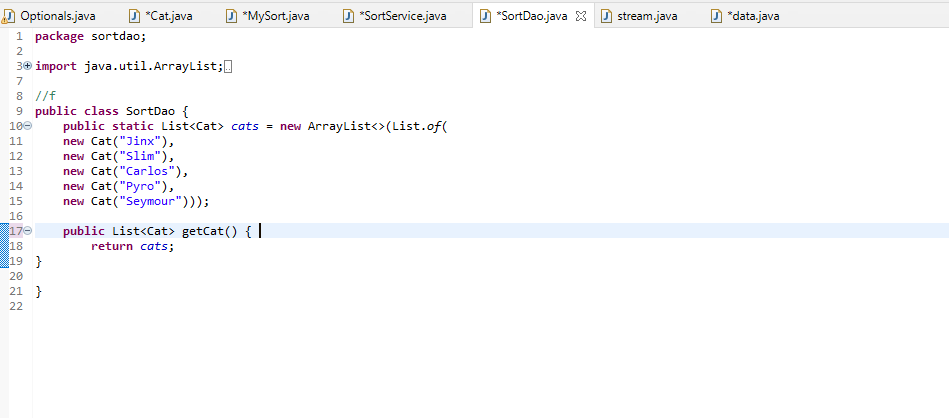 Optionals.java *Cat.java *MySort.java *SortService.java *SortDao.java stream.java *data.java
1 package sortdao;
2
3 import java.util.ArrayList;
7
8 //f
9 public class SortDao {
10 public static List<Cat> cats = new ArrayList<>(List.of(
11 new Cat("Jinx"),
12 new Cat("Slim"),
13 new Cat("Carlos"),
14 new Cat("Pyro"),
15 new Cat("Seymour")));
16
17 public List<Cat> getCat() {
18 return cats;
19 }
20
21 }
22